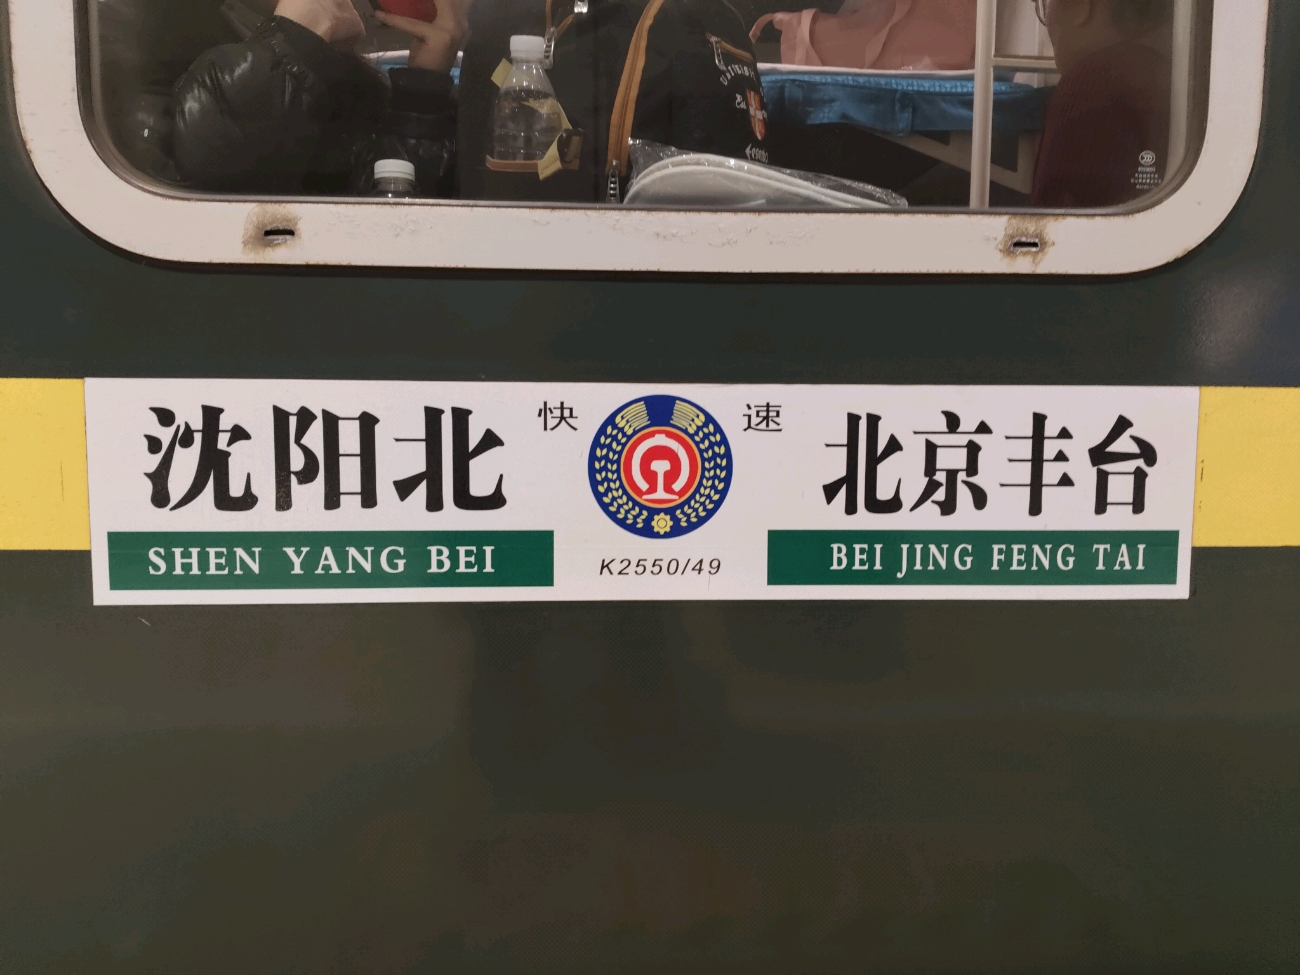 沈阳北
快 速
北京丰台
SHEN YANG BEI
K2550/49
BEI JING FENG TAI